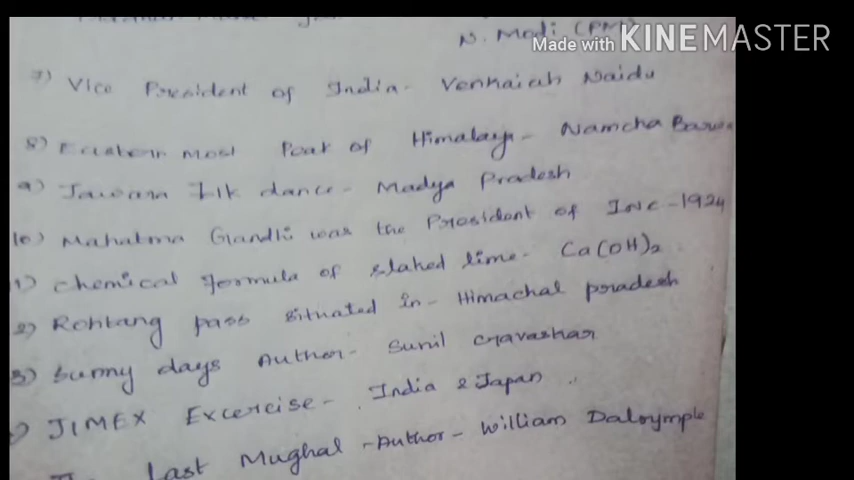 N. Modi (PM)
Made with KINEMASTER
7) Vice President of India - Venkaiah Naidu
8) Eastern most Peak of Himalaya - Namcha Barwa
9) Jawara Folk dance - Madya Pradesh
10) Mahatma Gandhi was the President of INC - 1924
1) Chemical formula of slaked lime - Ca(OH)2
2) Rohtang pass situated in - Himachal pradesh
3) Sunny days Author - Sunil Gavaskar
) JIMEX Excercise - India & Japan
Last Mughal - Author - William Dalrymple